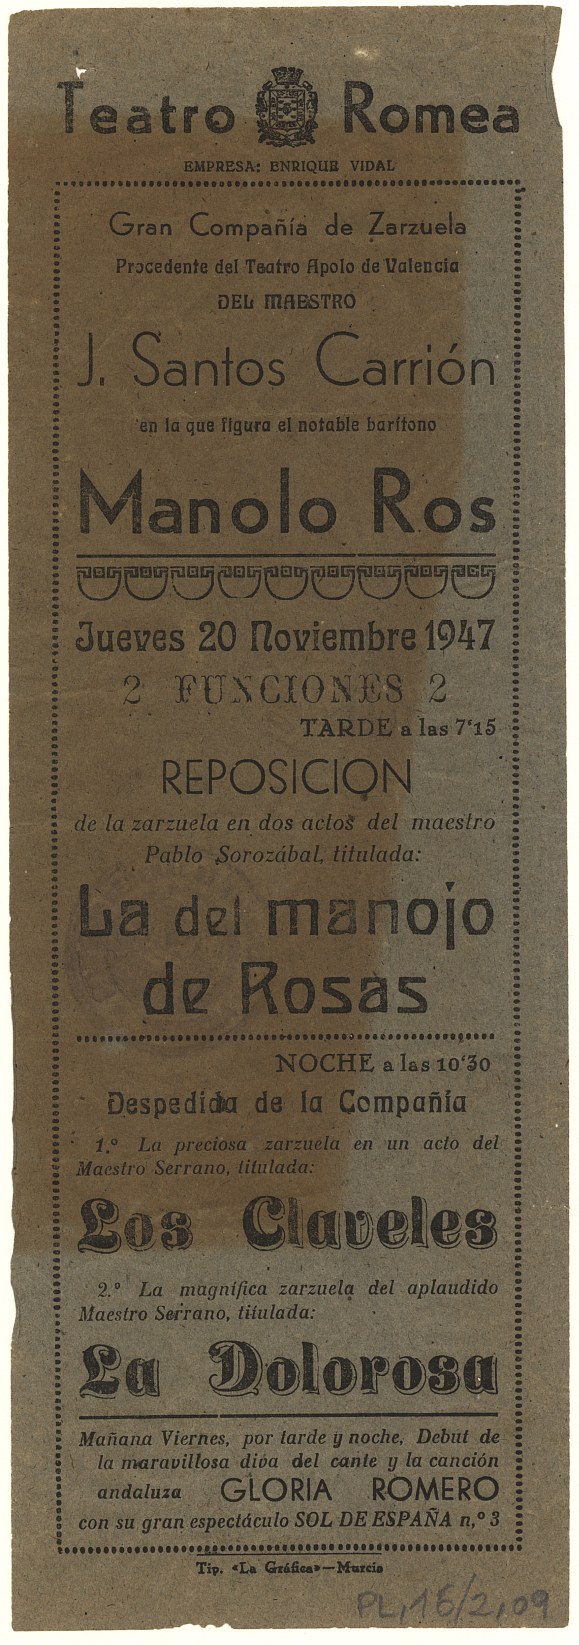 Teatro Romea
EMPRESA: ENRIQUE VIDAL
Gran Compañía de Zarzuela
Procedente del Teatro Apolo de Valencia
DEL MAESTRO
J. Santos Carrión
en la que figura el notable barítono
Manolo Ros
Jueves 20 Noviembre 1947
2 FUNCIONES 2
TARDE a las 7'15
REPOSICION
de la zarzuela en dos actos del maestro
Pablo Sorozábal, titulada:
La del manojo
de Rosas
NOCHE a las 10'30
Despedida de la Compañía
1.º La preciosa zarzuela en un acto del
Maestro Serrano, titulada:
Los Claveles
2.º La magnífica zarzuela del aplaudido
Maestro Serrano, titulada:
La Dolorosa
Mañana Viernes, por tarde y noche, Debut de
la maravillosa diva del cante y la canción
andaluza GLORIA ROMERO
con su gran espectáculo SOL DE ESPAÑA n,º 3
Tip. «La Gráfica»—Murcia
PL,16/2,09